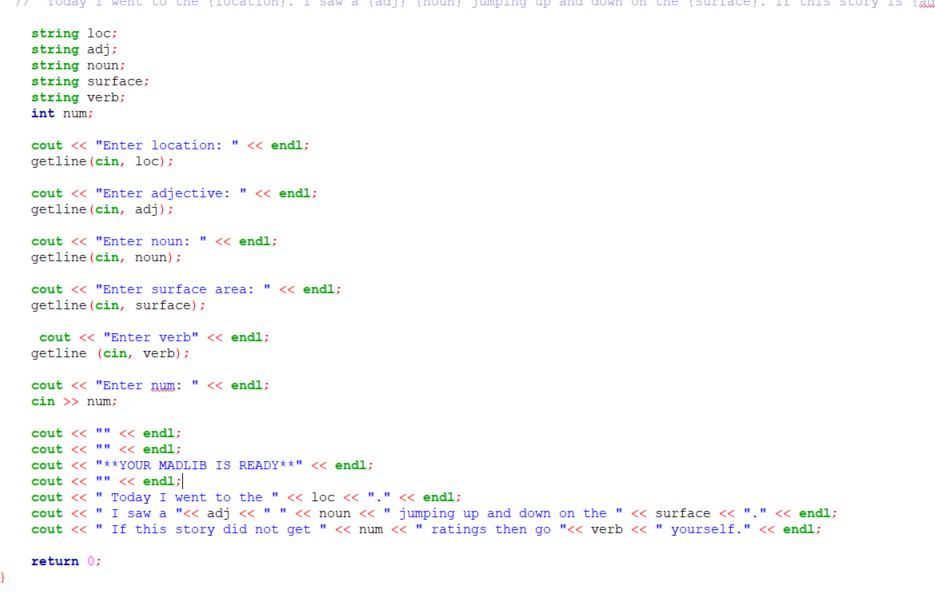 // Today I went to the {location}. I saw a {adj} {noun} jumping up and down on the {surface}. If this story is
string loc;
string adj;
string noun;
string surface;
string verb;
int num;
cout << "Enter location: " << endl;
getline(cin, loc);
cout << "Enter adjective: " << endl;
getline(cin, adj);
cout << "Enter noun: " << endl;
getline(cin, noun);
cout << "Enter surface area: " << endl;
getline(cin, surface);
cout << "Enter verb" << endl;
getline (cin, verb);
cout << "Enter num: " << endl;
cin >> num;
cout << "" << endl;
cout << "" << endl;
cout << "**YOUR MADLIB IS READY**" << endl;
cout << "" << endl;
cout << " Today I went to the " << loc << "." << endl;
cout << " I saw a "<< adj << " " << noun << " jumping up and down on the " << surface << "." << endl;
cout << " If this story did not get " << num << " ratings then go "<< verb << " yourself." << endl;
return 0;
}